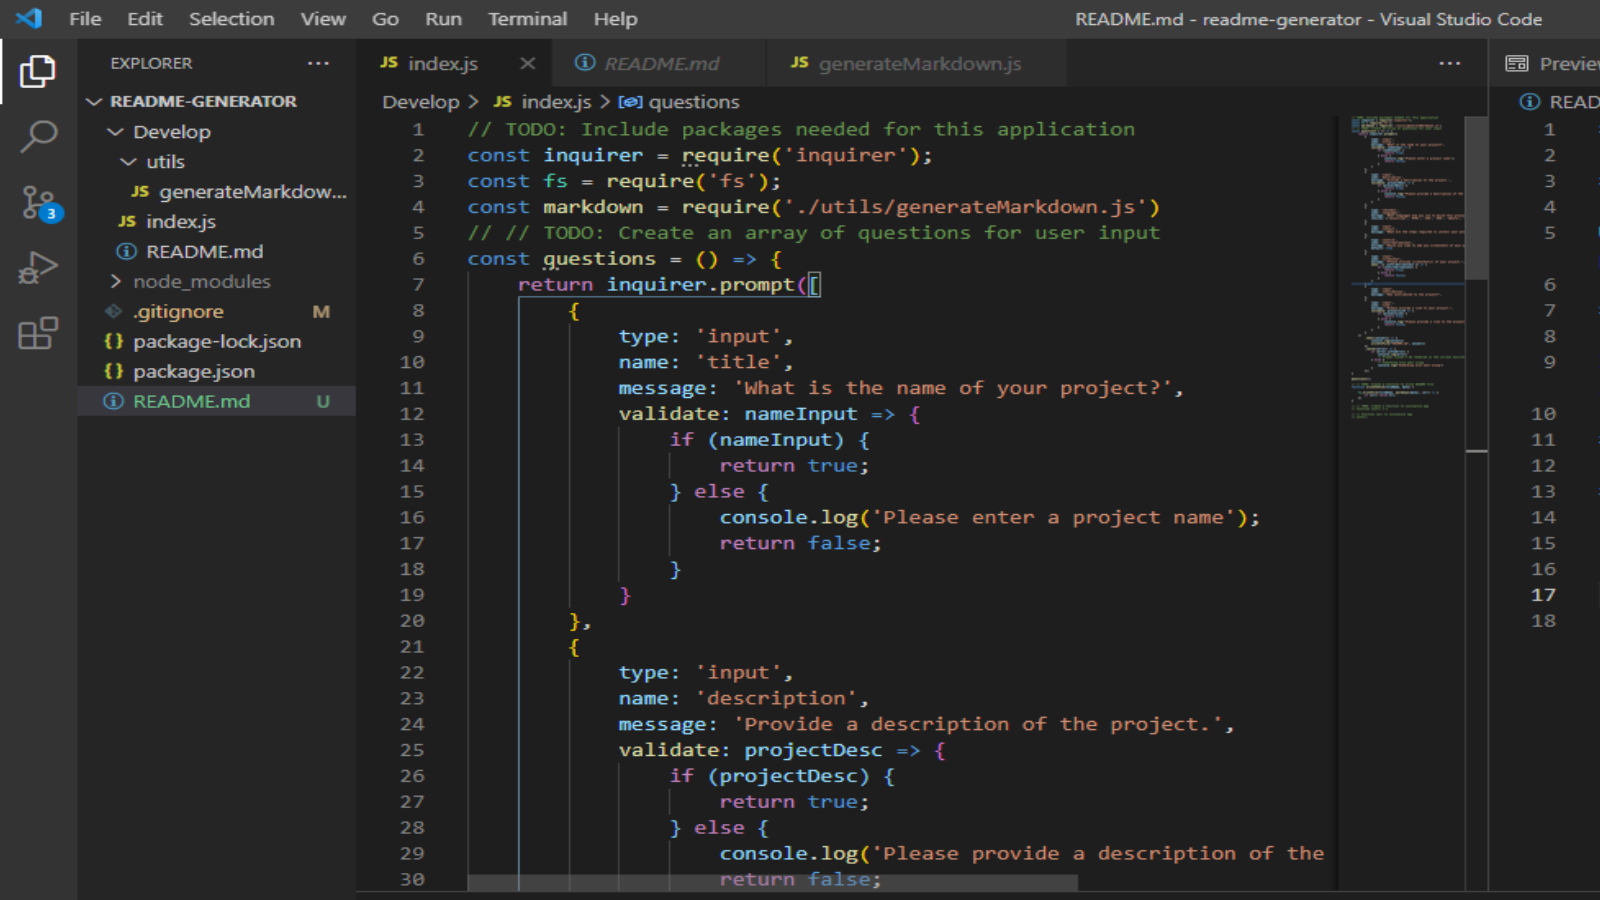 File Edit Selection View Go Run Terminal Help
README.md - readme-generator - Visual Studio Code
EXPLORER ...
README-GENERATOR
Develop
utils
JS generateMarkdow...
JS index.js
README.md
node_modules
.gitignore M
{} package-lock.json
{} package.json
README.md U
3
JS index.js
README.md
JS generateMarkdown.js
...
Develop > JS index.js > questions
1 // TODO: Include packages needed for this application
2 const inquirer = require('inquirer');
3 const fs = require('fs');
4 const markdown = require('./utils/generateMarkdown.js')
5 // // TODO: Create an array of questions for user input
6 const questions = () => {
7 return inquirer.prompt([
8 {
9 type: 'input',
10 name: 'title',
11 message: 'What is the name of your project?',
12 validate: nameInput => {
13 if (nameInput) {
14 return true;
15 } else {
16 console.log('Please enter a project name');
17 return false;
18 }
19 }
20 },
21 {
22 type: 'input',
23 name: 'description',
24 message: 'Provide a description of the project.',
25 validate: projectDesc => {
26 if (projectDesc) {
27 return true;
28 } else {
29 console.log('Please provide a description of the
30 return false;
Preview
READ
1
2
3
4
5
6
7
8
9
10
11
12
13
14
15
16
17
18